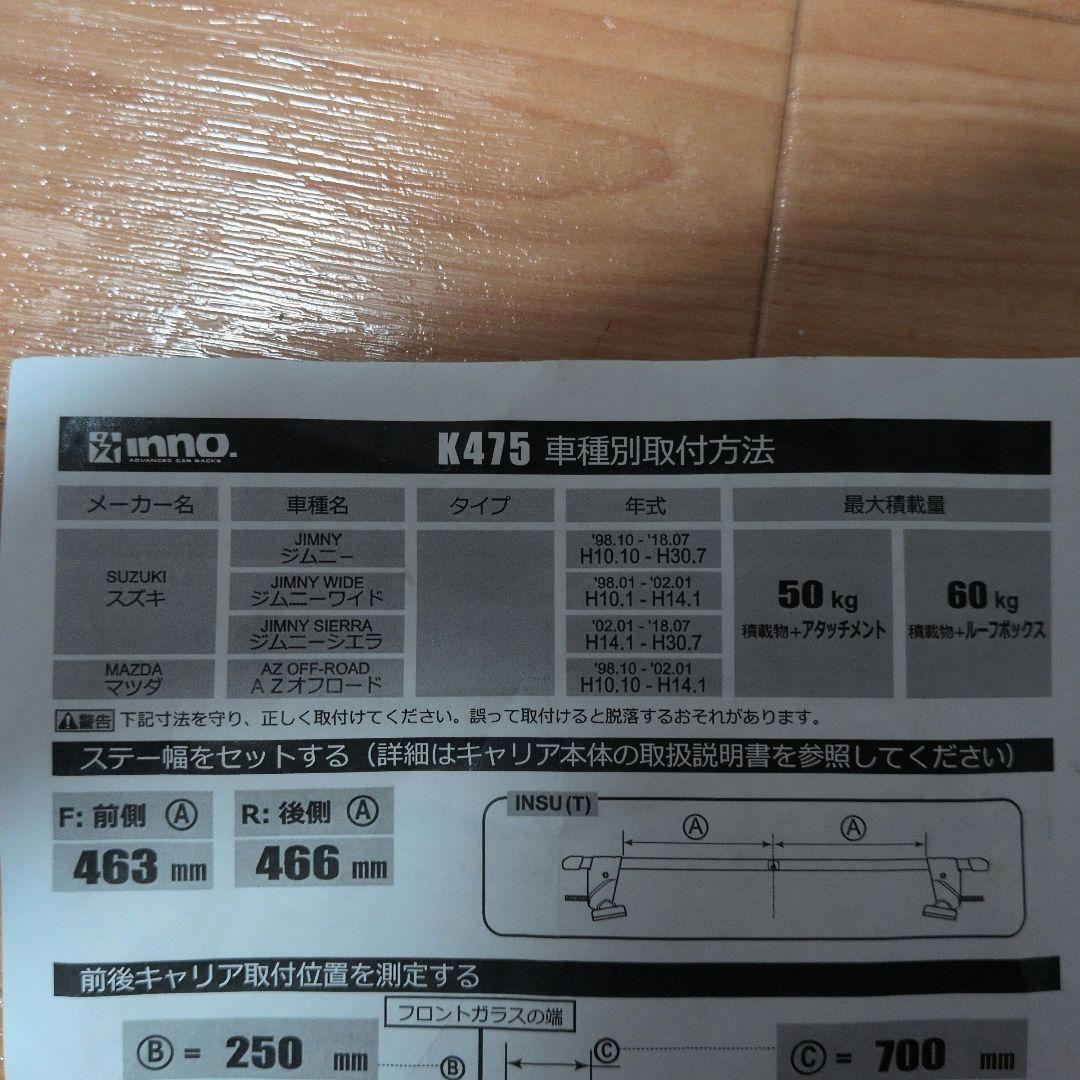 inno.
ADVANCED CAR RACKS
K475 車種別取付方法
メーカー名 車種名 タイプ 年式 最大積載量
SUZUKI
スズキ
JIMNY
ジムニー
'98.10 - '18.07
H10.10 - H30.7
JIMNY WIDE
ジムニーワイド
'98.01 - '02.01
H10.1 - H14.1
JIMNY SIERRA
ジムニーシエラ
'02.01 - '18.07
H14.1 - H30.7
MAZDA
マツダ
AZ OFF-ROAD
AZオフロード
'98.10 - '02.01
H10.10 - H14.1
50 kg
積載物+アタッチメント
60 kg
積載物+ルーフボックス
警告 下記寸法を守り、正しく取付けてください。誤って取付けると脱落するおそれがあります。
ステー幅をセットする（詳細はキャリア本体の取扱説明書を参照してください）
F: 前側 Ⓐ
463 mm
R: 後側 Ⓐ
466 mm
INSU(T)
Ⓐ Ⓐ
前後キャリア取付位置を測定する
フロントガラスの端
Ⓑ = 250 mm
Ⓑ
Ⓒ
Ⓒ = 700 mm